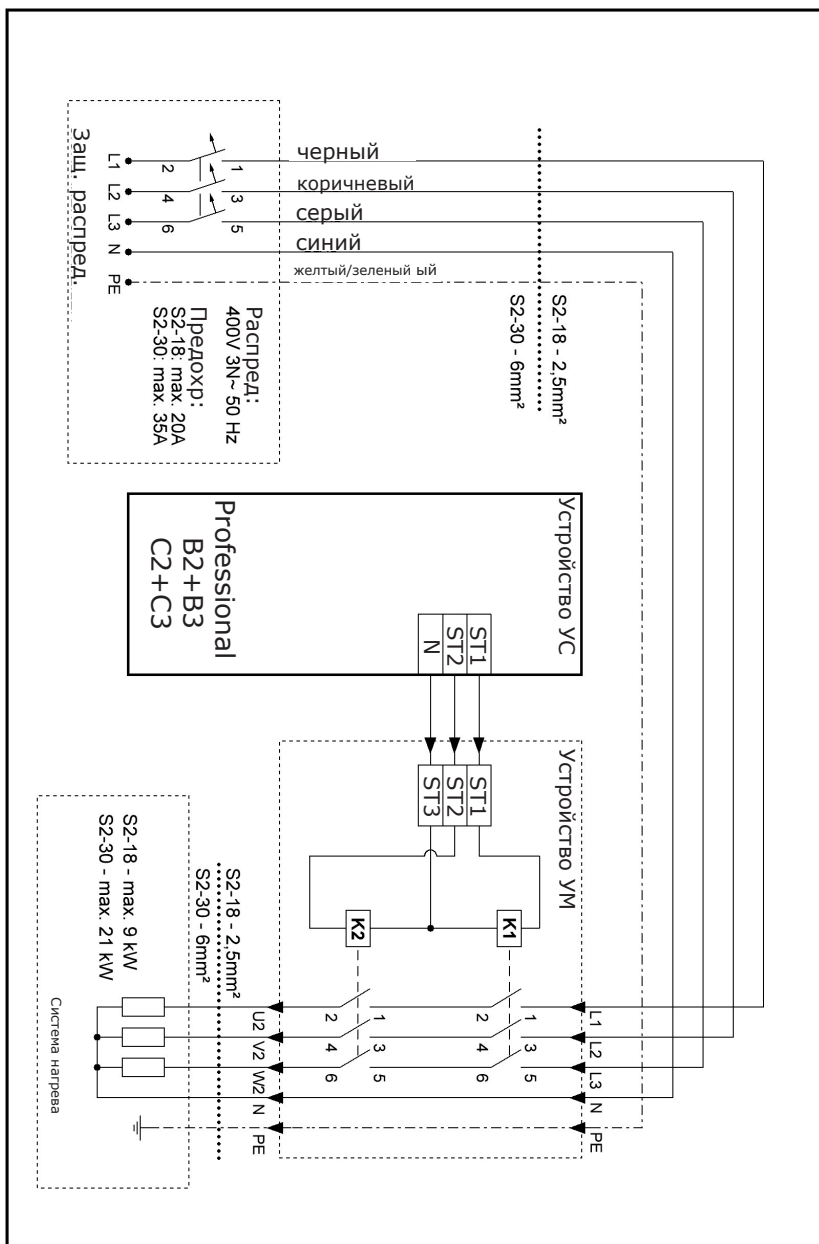 черный
коричневый
серый
синий
желтый/зеленый ый
Защ. распред.
L1
L2
L3
N
PE
2
4
6
1
3
5
Распред:
400V 3N~ 50 Hz
Предохр:
S2-18: max. 20A
S2-30: max. 35A
S2-18 - 2,5mm²
S2-30 - 6mm²
Устройство УС
Professional
B2+B3
C2+C3
ST1
ST2
N
Устройство УМ
ST1
ST2
ST3
K1
K2
L1
L2
L3
N
PE
1
3
5
2
4
6
1
3
5
2
4
6
U2
V2
W2
N
PE
S2-18 - 2,5mm²
S2-30 - 6mm²
S2-18 - max. 9 kW
S2-30 - max. 21 kW
Система нагрева